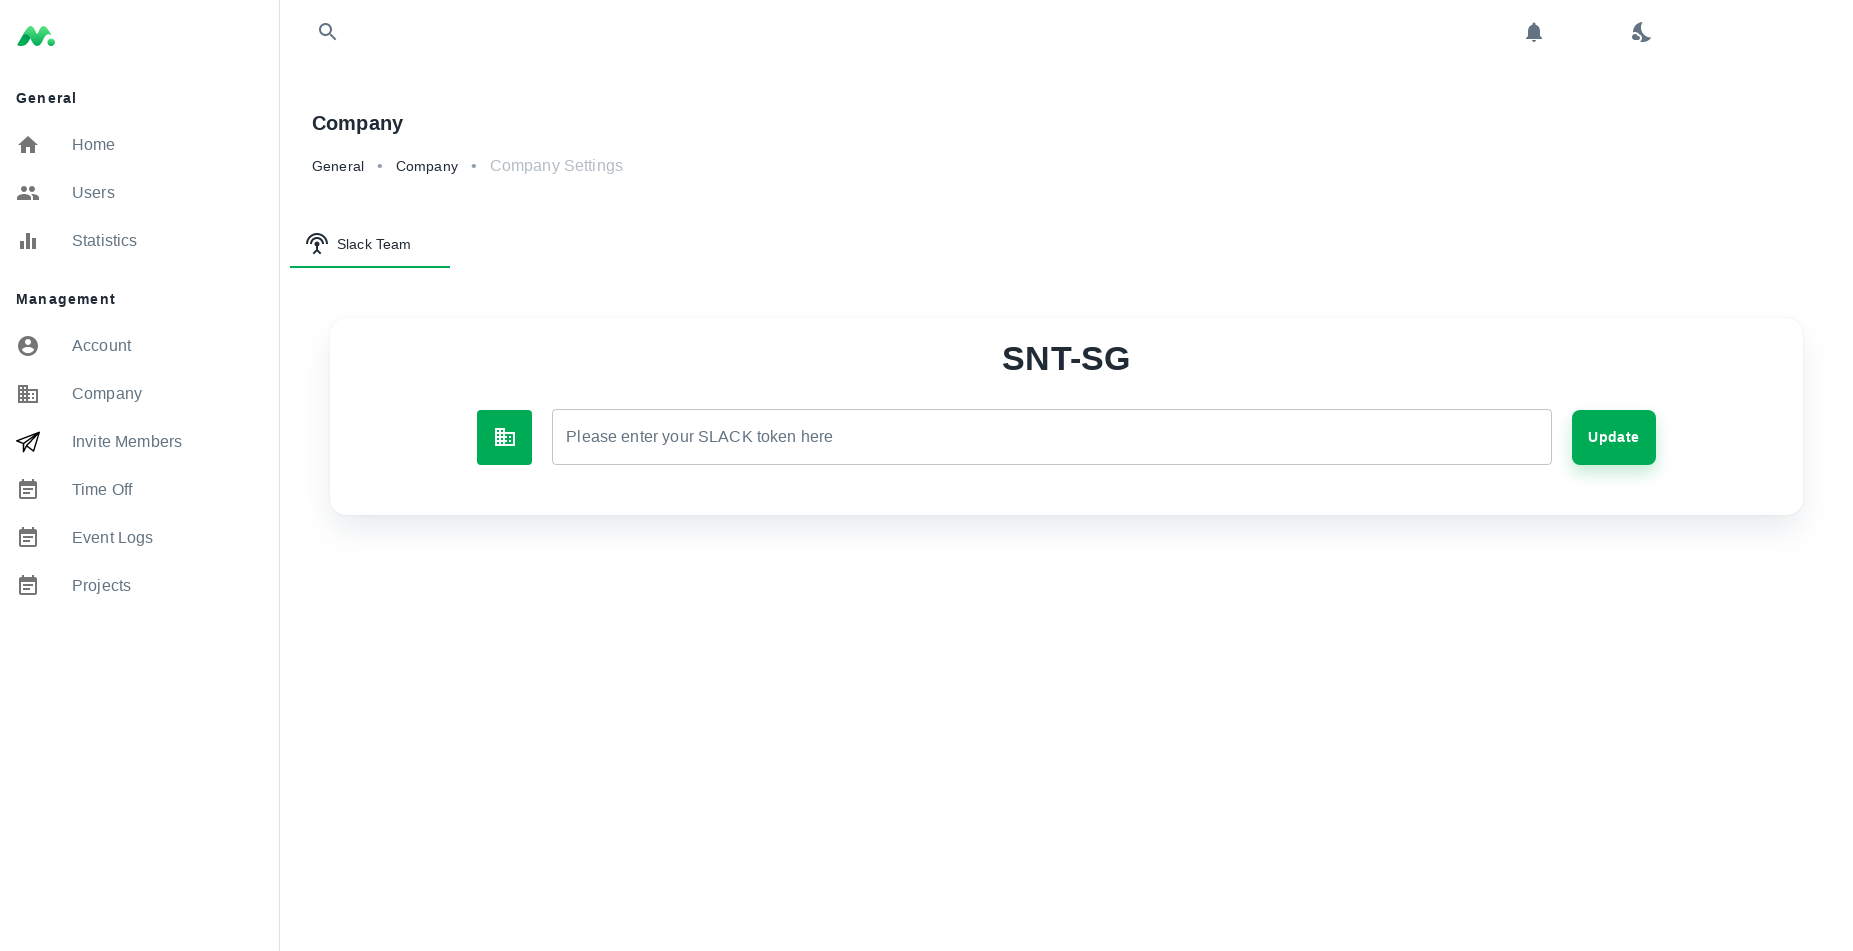 General
Home
Users
Statistics
Management
Account
Company
Invite Members
Time Off
Event Logs
Projects
Company
General • Company • Company Settings
Slack Team
SNT-SG
Please enter your SLACK token here
Update